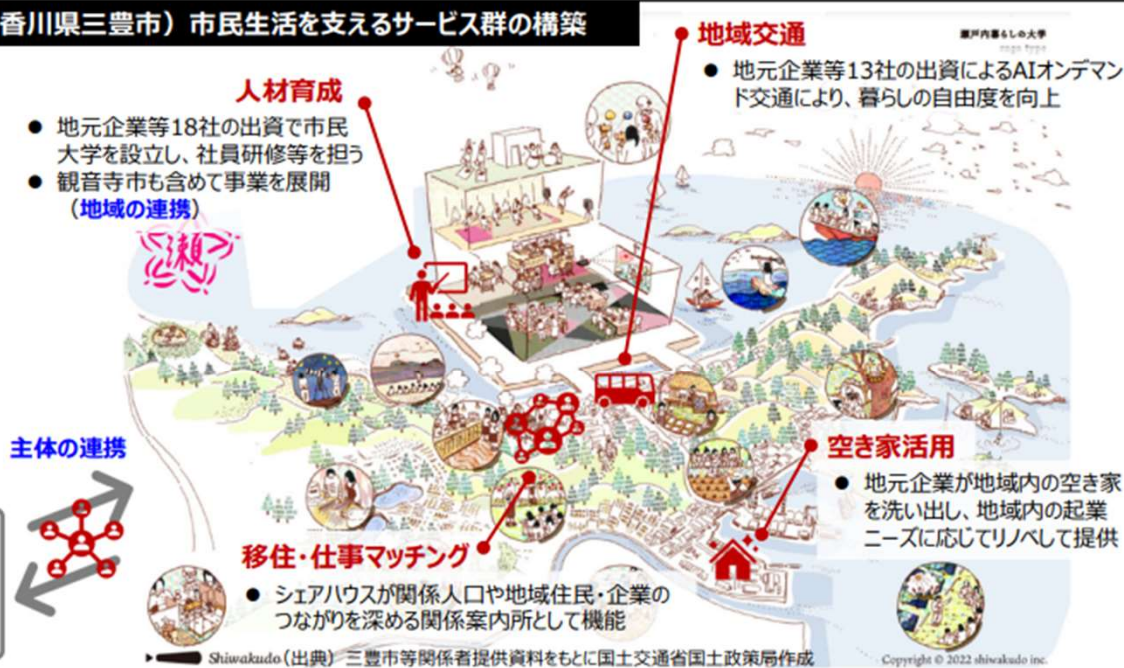 香川県三豊市）市民生活を支えるサービス群の構築
瀬戸内暮らしの大学
地域交通
● 地元企業等13社の出資によるAIオンデマン
ド交通により、暮らしの自由度を向上
人材育成
● 地元企業等18社の出資で市民
大学を設立し、社員研修等を担う
● 観音寺市も含めて事業を展開
（地域の連携）
瀬
主体の連携
空き家活用
● 地元企業が地域内の空き家
を洗い出し、地域内の起業
ニーズに応じてリノベして提供
移住・仕事マッチング
● シェアハウスが関係人口や地域住民・企業の
つながりを深める関係案内所として機能
Shiwakudo（出典）三豊市等関係者提供資料をもとに国土交通省国土政策局作成
Copyright © 2022 shiwakudo inc.